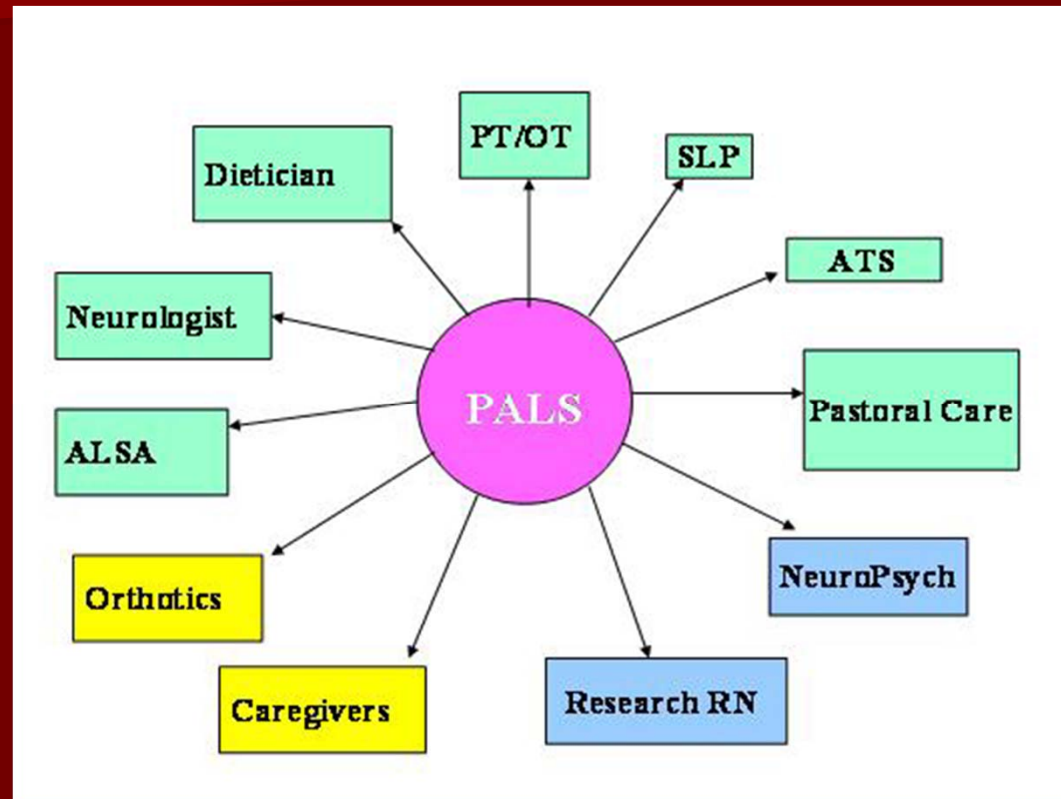 PT/OT
SLP
Dietician
ATS
Neurologist
PALS
Pastoral Care
ALSA
NeuroPsych
Orthotics
Research RN
Caregivers